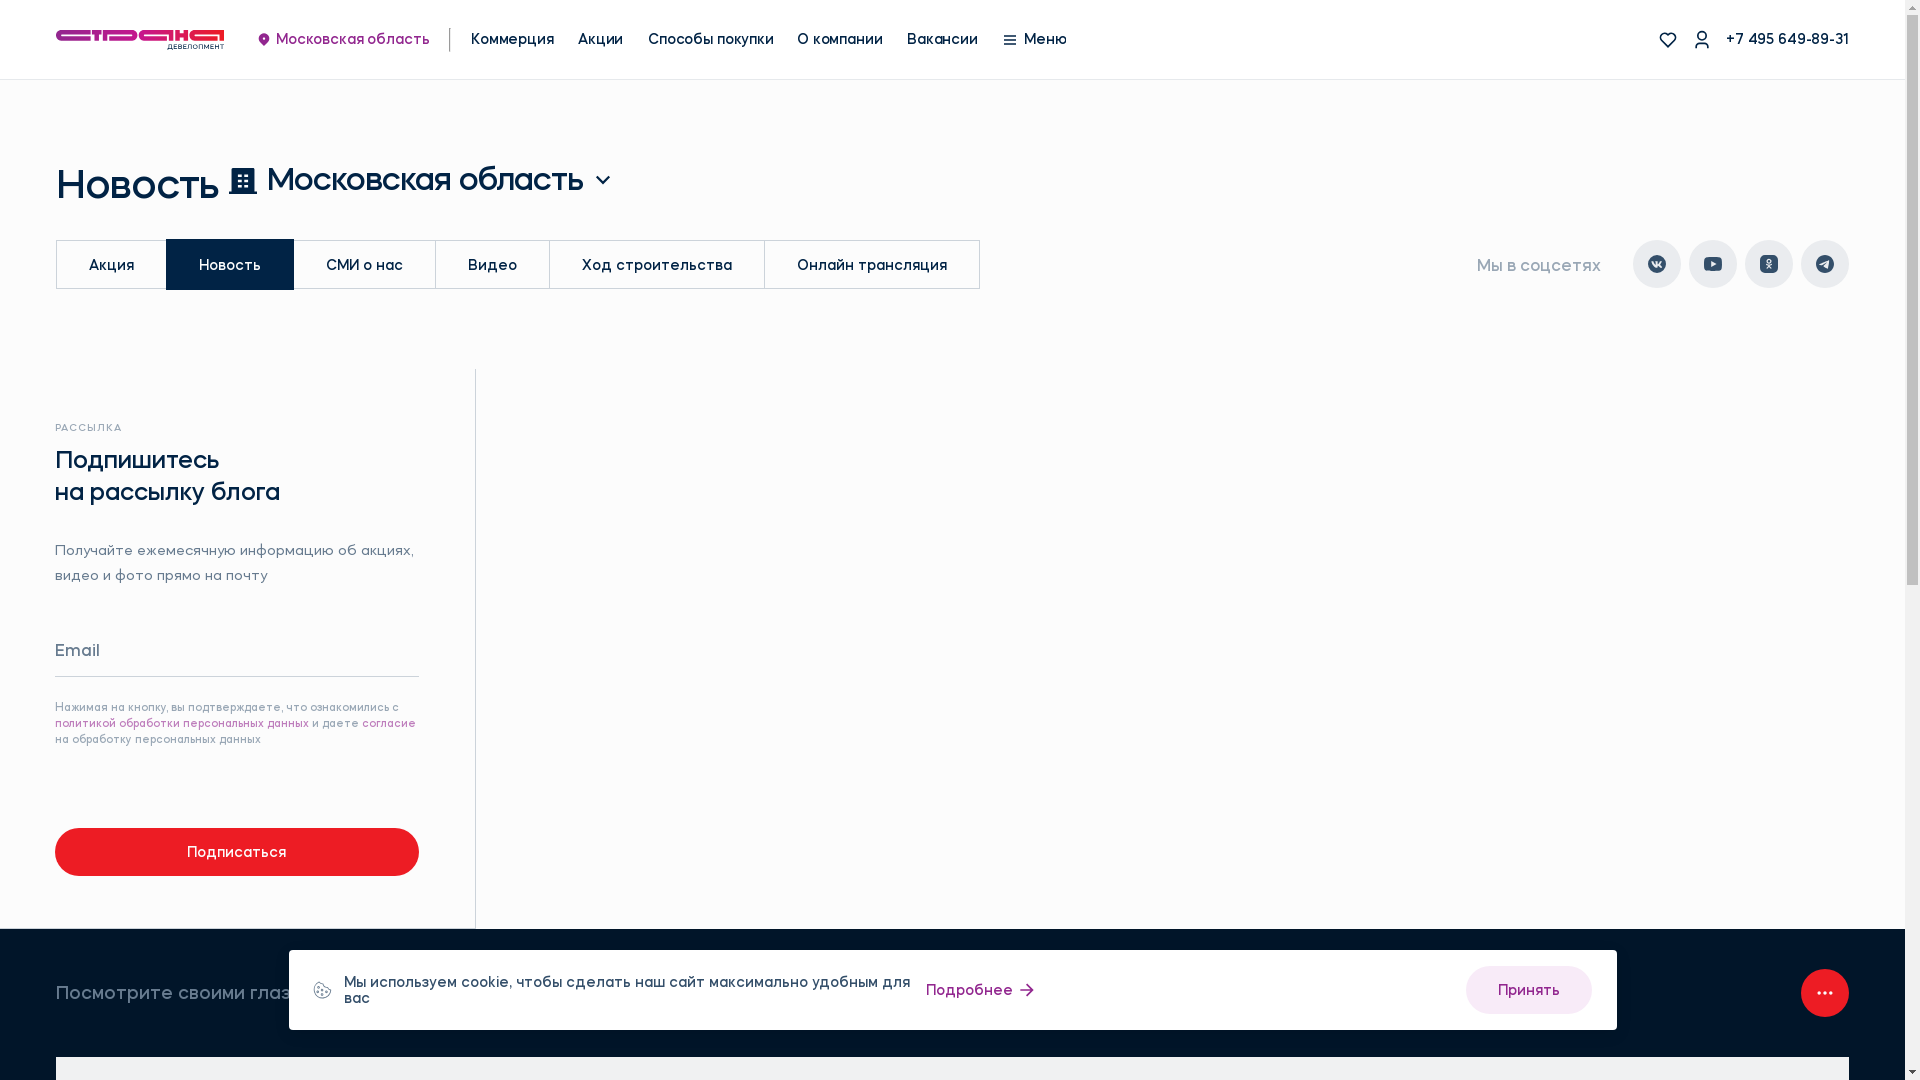 страна
ДЕВЕЛОПМЕНТ
Московская область
Коммерция
Акции
Способы покупки
О компании
Вакансии
Меню
+7 495 649-89-31
Новость
Московская область
Акция
Новость
СМИ о нас
Видео
Ход строительства
Онлайн трансляция
Мы в соцсетях
РАССЫЛКА
Подпишитесь
на рассылку блога
Получайте ежемесячную информацию об акциях,
видео и фото прямо на почту
Email
Нажимая на кнопку, вы подтверждаете, что ознакомились с
политикой обработки персональных данных и даете согласие
на обработку персональных данных
Подписаться
Посмотрите своими глаз
Мы используем cookie, чтобы сделать наш сайт максимально удобным для
вас
Подробнее
Принять